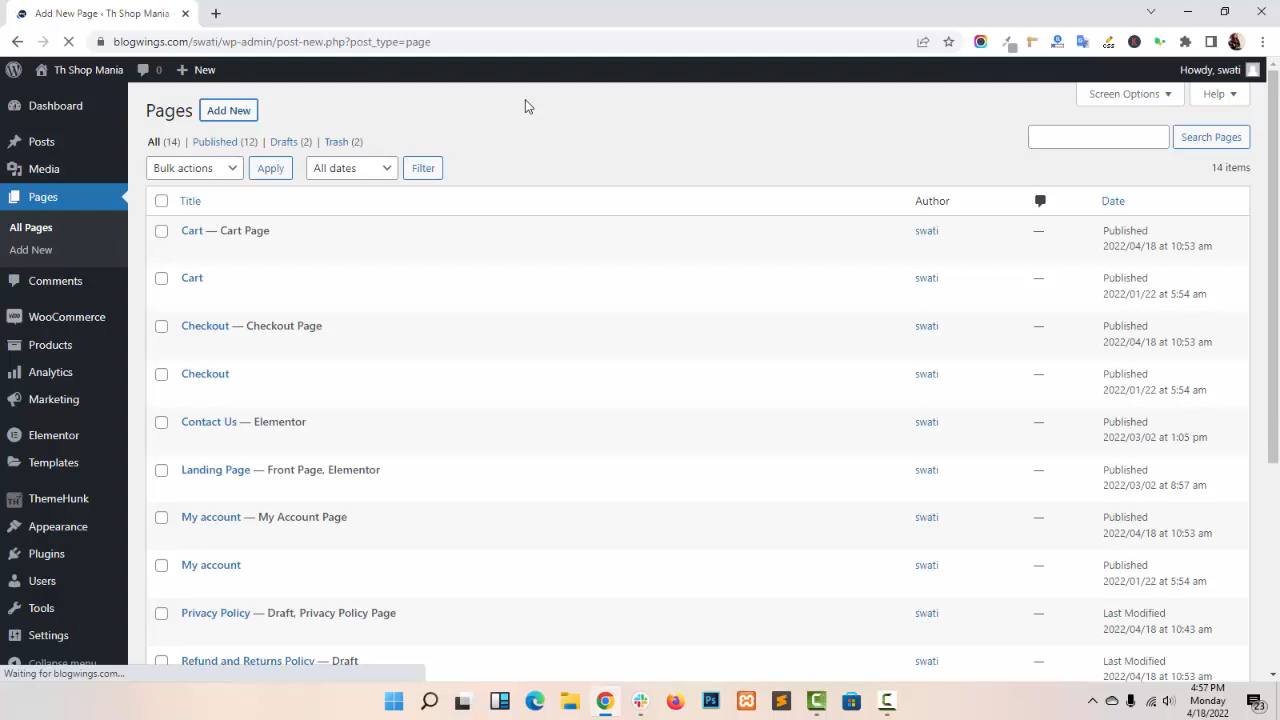 Add New Page ‹ Th Shop Mania
blogwings.com/swati/wp-admin/post-new.php?post_type=page
Th Shop Mania 0 New Howdy, swati
Dashboard
Posts
Media
Pages
All Pages
Add New
Comments
WooCommerce
Products
Analytics
Marketing
Elementor
Templates
ThemeHunk
Appearance
Plugins
Users
Tools
Settings
Collapse menu
Waiting for blogwings.com...
Screen Options Help
Pages Add New
All (14) | Published (12) | Drafts (2) | Trash (2)
Search Pages
Bulk actions Apply All dates Filter 14 items
Title Author Date
Cart — Cart Page swati — Published
2022/04/18 at 10:53 am
Cart swati — Published
2022/01/22 at 5:54 am
Checkout — Checkout Page swati — Published
2022/04/18 at 10:53 am
Checkout swati — Published
2022/01/22 at 5:54 am
Contact Us — Elementor swati — Published
2022/03/02 at 1:05 pm
Landing Page — Front Page, Elementor swati — Published
2022/03/02 at 8:57 am
My account — My Account Page swati — Published
2022/04/18 at 10:53 am
My account swati — Published
2022/01/22 at 5:54 am
Privacy Policy — Draft, Privacy Policy Page swati — Last Modified
2022/04/18 at 10:43 am
Refund and Returns Policy — Draft swati — Last Modified
2022/04/18 at 10:53 am
Ps
4:57 PM
Monday
4/18/2022
23